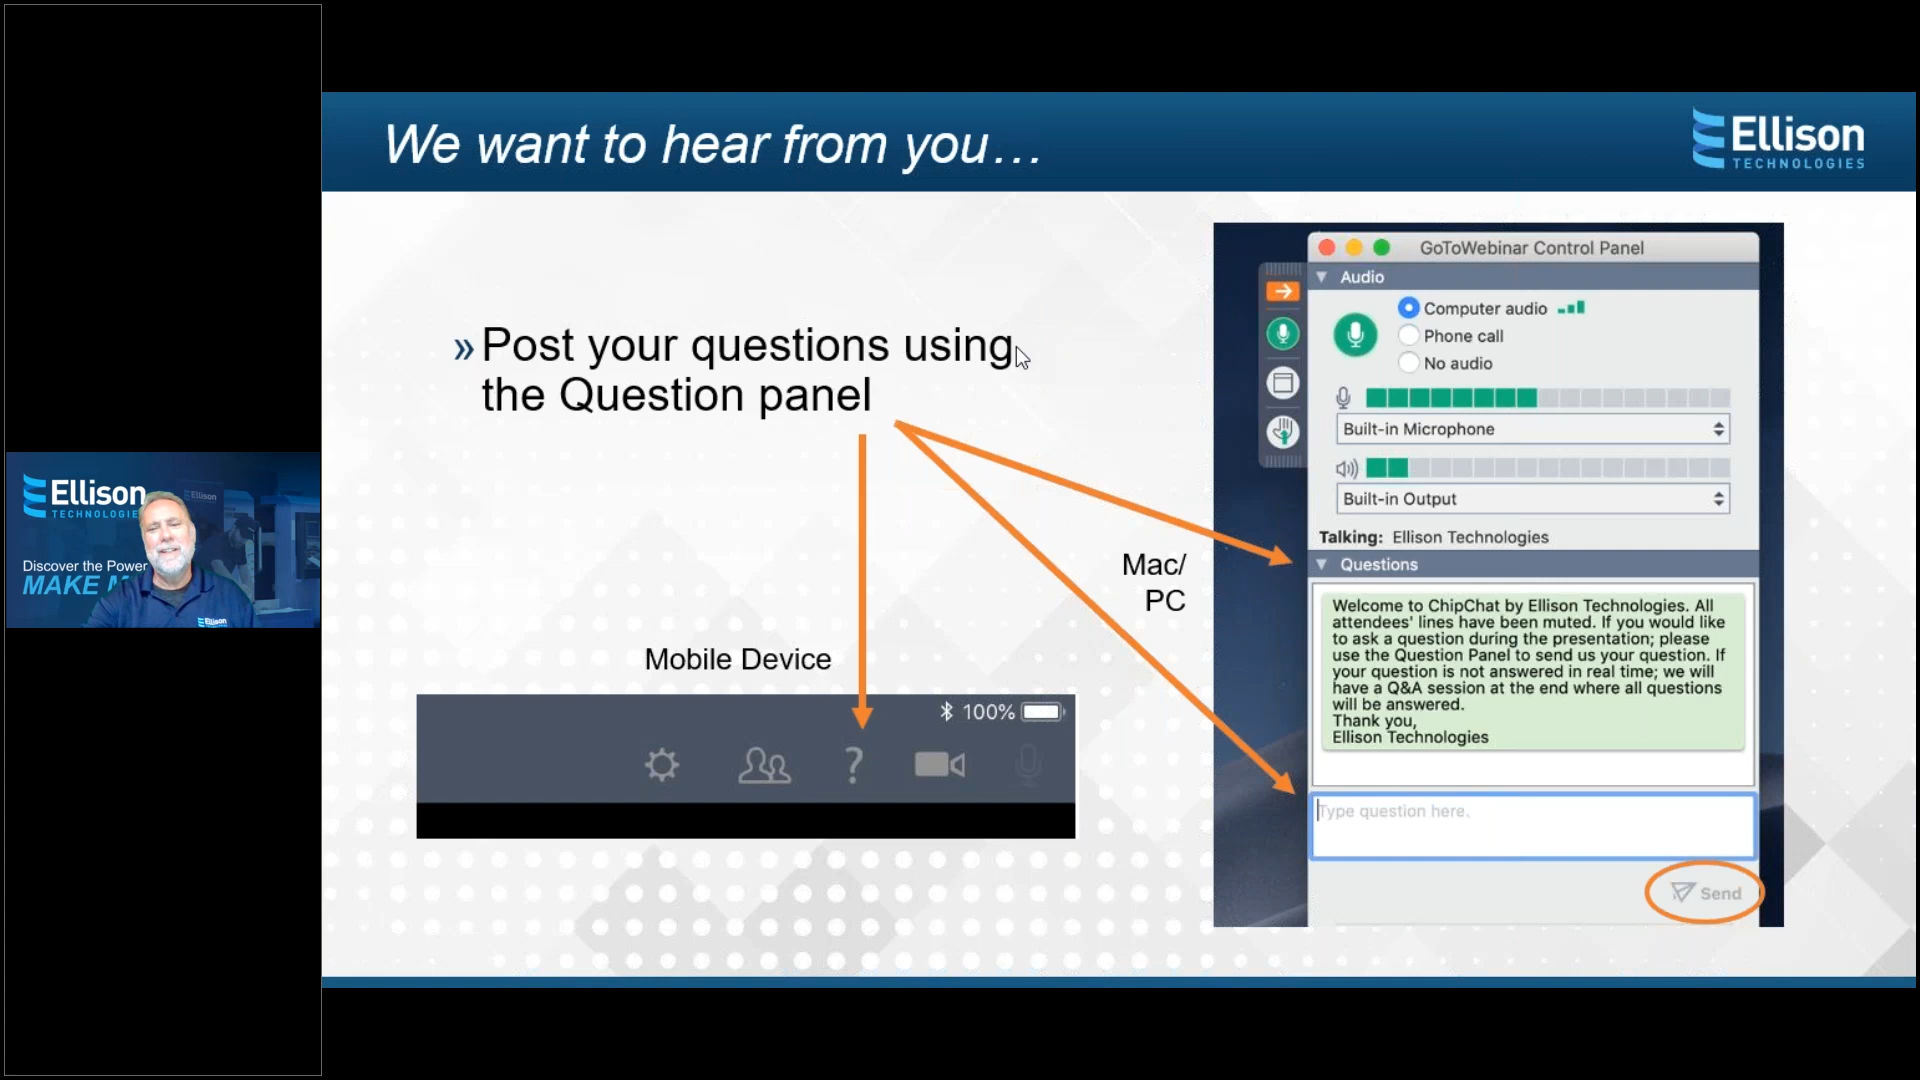 We want to hear from you…
Ellison
TECHNOLOGIES
» Post your questions using
the Question panel
Mac/
PC
Mobile Device
100%
?
GoToWebinar Control Panel
Audio
Computer audio
Phone call
No audio
Built-in Microphone
Built-in Output
Talking: Ellison Technologies
Questions
Welcome to ChipChat by Ellison Technologies. All
attendees' lines have been muted. If you would like
to ask a question during the presentation; please
use the Question Panel to send us your question. If
your question is not answered in real time; we will
have a Q&A session at the end where all questions
will be answered.
Thank you,
Ellison Technologies
Type question here.
Send
Ellison
TECHNOLOGIE
Ellison
Discover the Power
MAKE M
Ellison